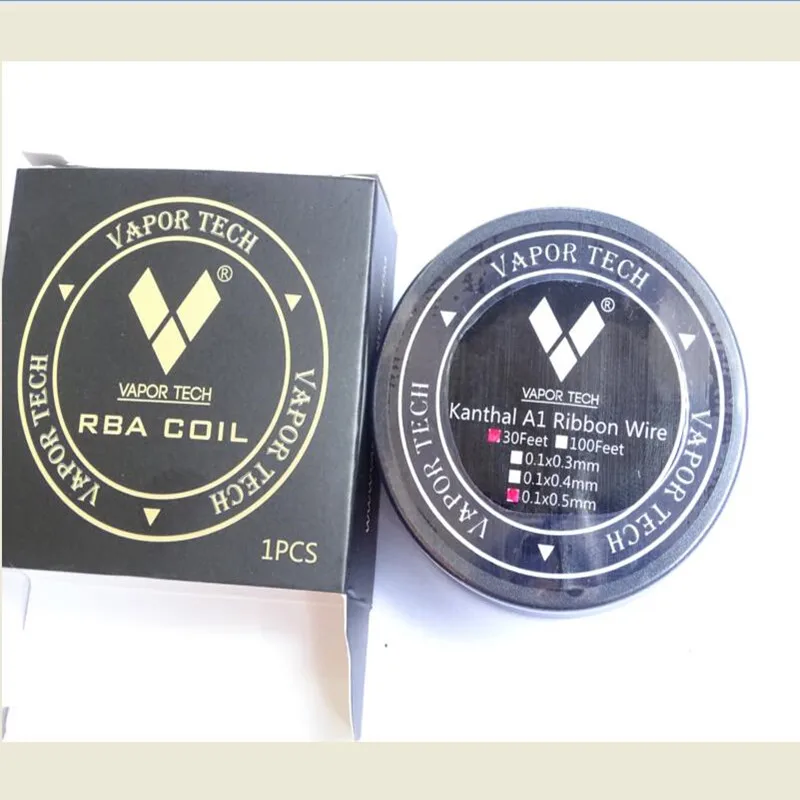 VAPOR TECH
VAPOR TECH
VAPOR TECH
®
VAPOR TECH
RBA COIL
1PCS
VAPOR TECH
VAPOR TECH
VAPOR TECH
®
VAPOR TECH
Kanthal A1 Ribbon Wire
30Feet 100Feet
0.1x0.3mm
0.1x0.4mm
0.1x0.5mm